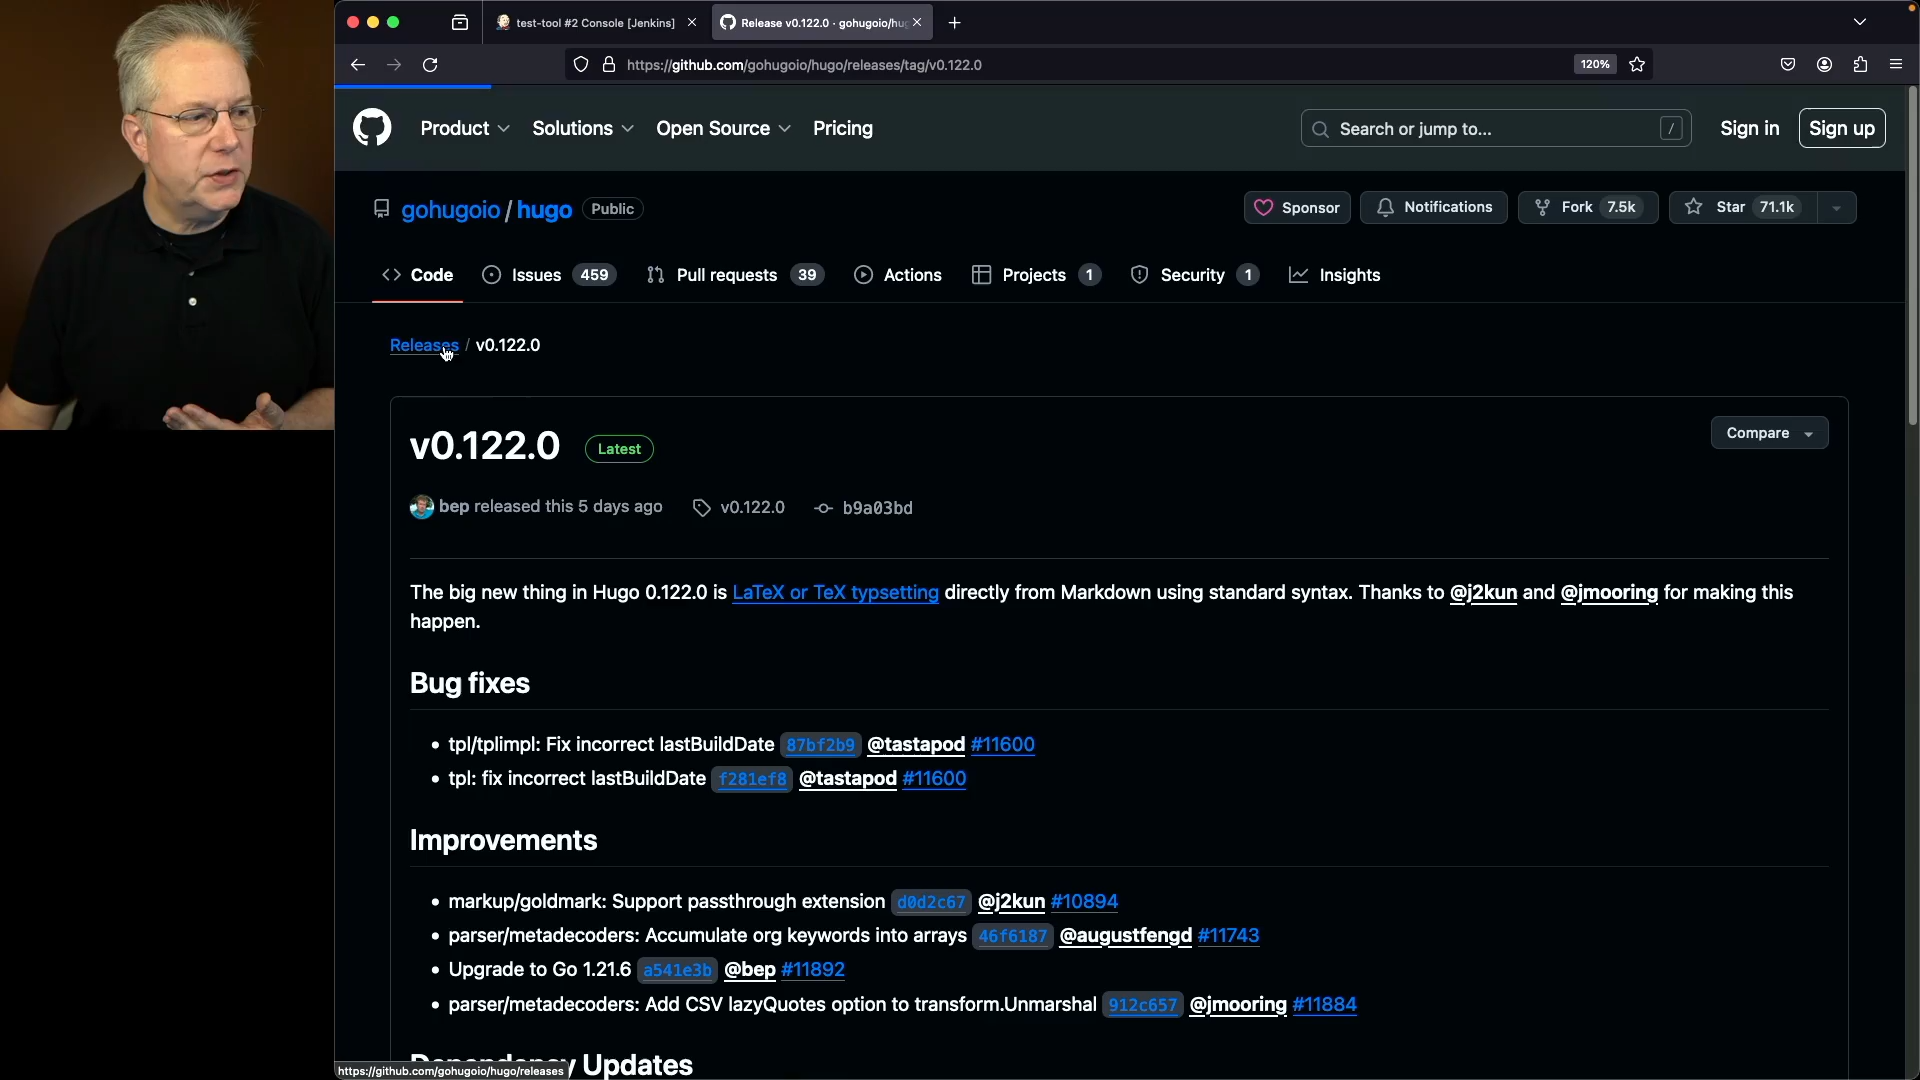 test-tool #2 Console [Jenkins]
Release v0.122.0 · gohugoio/hug
https://github.com/gohugoio/hugo/releases/tag/v0.122.0
120%
Product
Solutions
Open Source
Pricing
Search or jump to...
/
Sign in
Sign up
gohugoio / hugo
Public
Sponsor
Notifications
Fork 7.5k
Star 71.1k
Code
Issues 459
Pull requests 39
Actions
Projects 1
Security 1
Insights
Releases / v0.122.0
v0.122.0
Latest
Compare
bep released this 5 days ago
v0.122.0
b9a03bd
The big new thing in Hugo 0.122.0 is LaTeX or TeX typsetting directly from Markdown using standard syntax. Thanks to @j2kun and @jmooring for making this
happen.
Bug fixes
• tpl/tplimpl: Fix incorrect lastBuildDate 87bf2b9 @tastapod #11600
• tpl: fix incorrect lastBuildDate f281ef8 @tastapod #11600
Improvements
• markup/goldmark: Support passthrough extension d0d2c67 @j2kun #10894
• parser/metadecoders: Accumulate org keywords into arrays 46f6187 @augustfengd #11743
• Upgrade to Go 1.21.6 a541e3b @bep #11892
• parser/metadecoders: Add CSV lazyQuotes option to transform.Unmarshal 912c657 @jmooring #11884
Dependency Updates
https://github.com/gohugoio/hugo/releases